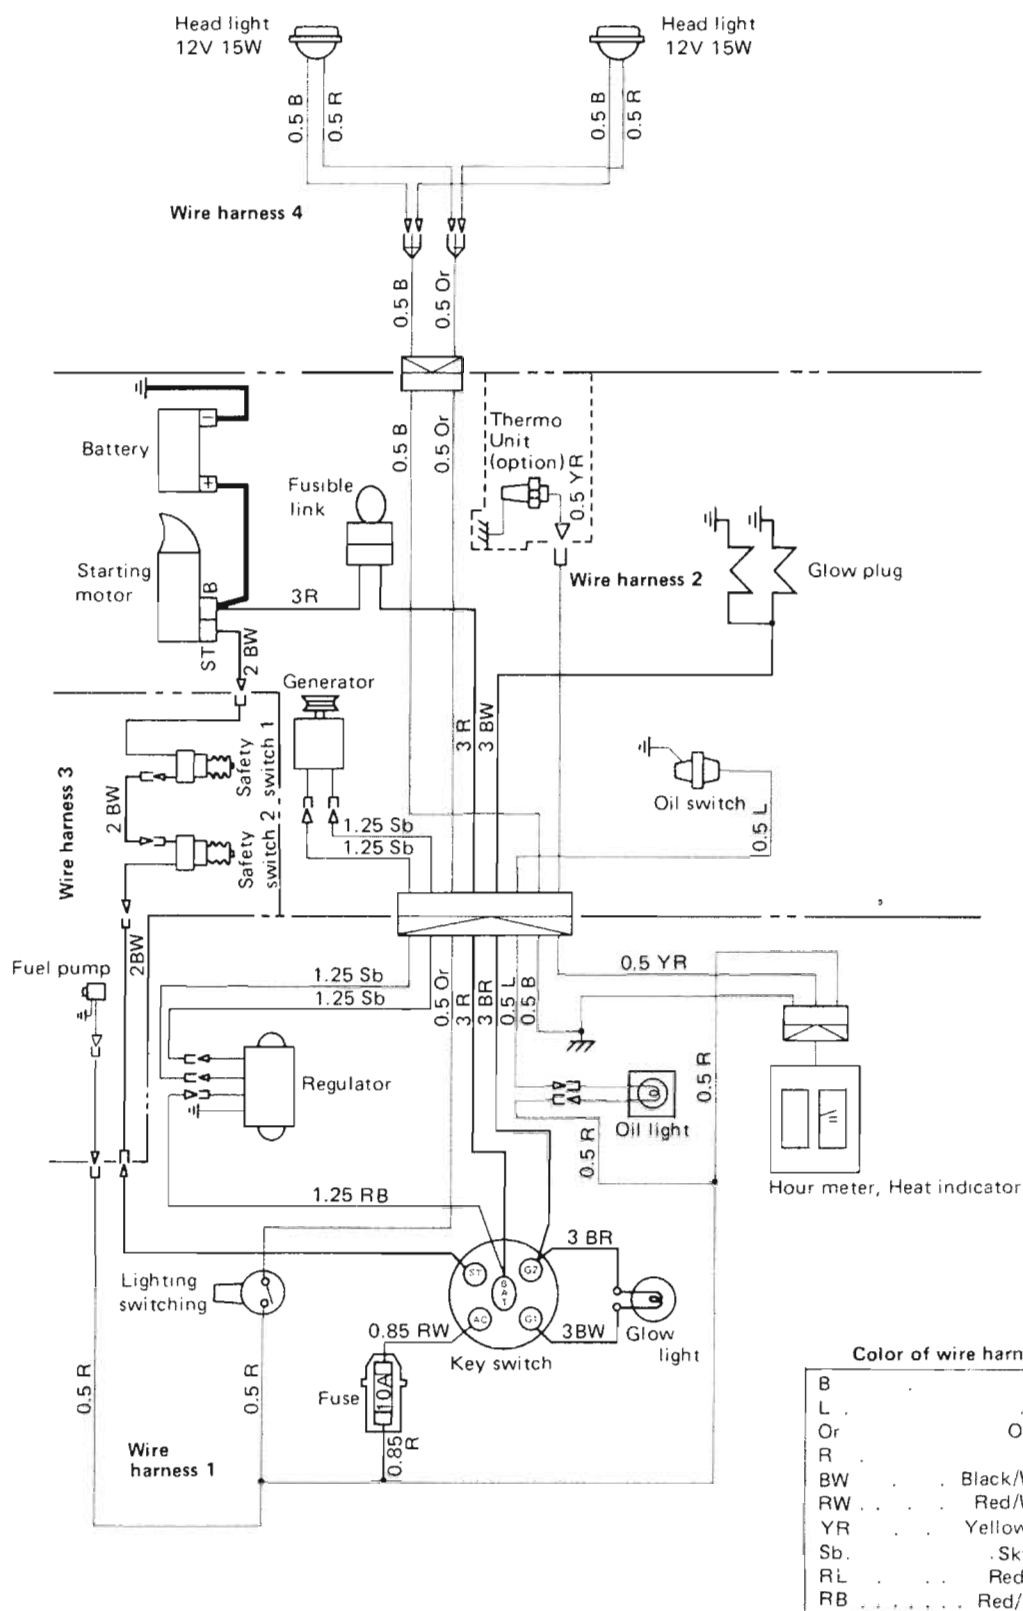 Head light
12V 15W
Head light
12V 15W
0.5 B
0.5 R
0.5 B
0.5 R
Wire harness 4
0.5 B
0.5 Or
Battery
−
+
Fusible
link
0.5 B
0.5 Or
Thermo
Unit
(option)
0.5 YR
Starting
motor
B
ST
3R
2 BW
Wire harness 2
Glow plug
Generator
3 R
3 BW
Wire harness 3
2 BW
Safety
switch 1
Safety
switch 2
Oil switch
0.5 L
1.25 Sb
1.25 Sb
Fuel pump
2BW
1.25 Sb
1.25 Sb
0.5 Or
3 R
3 BR
0.5 L
0.5 B
0.5 YR
Regulator
0.5 R
Oil light
0.5 R
Hour meter, Heat indicator
1.25 RB
Lighting
switching
ST
BAT
G2
AC
G1
3 BR
3BW
Glow
light
0.85 RW
Key switch
Fuse
10A
0.5 R
0.5 R
0.85
R
Wire
harness 1
Color of wire harn
B .
L . .
Or O
R .
BW . . Black/W
RW . . . . Red/W
YR . . Yellow
Sb. . Sk
RL . . . Red
RB . . . . . . . Red/